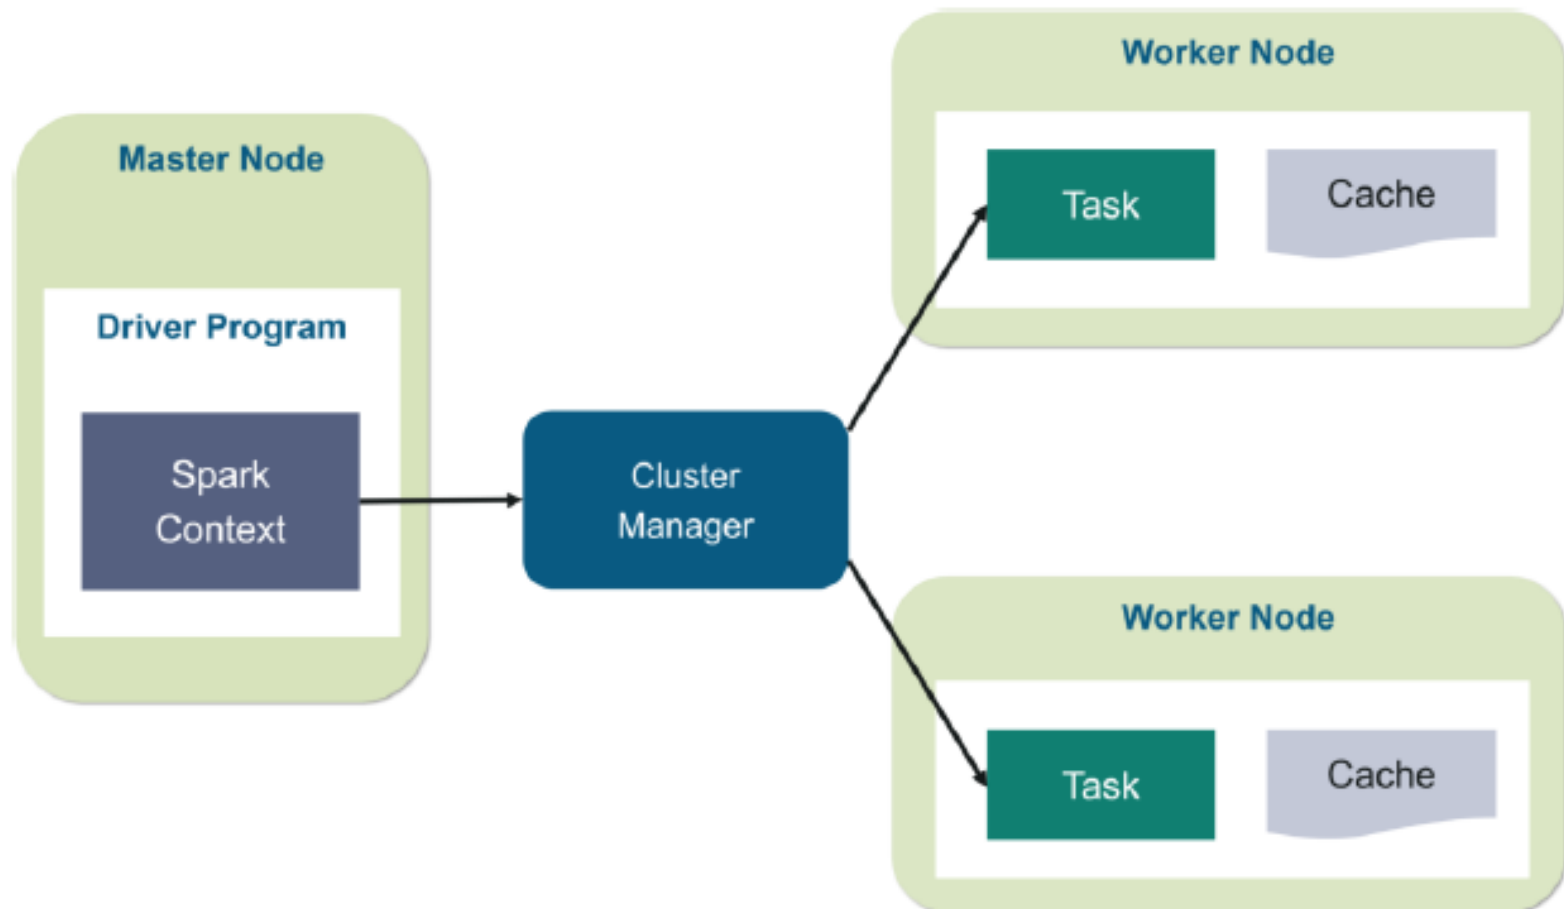 Master Node
Driver Program
Spark
Context
Cluster
Manager
Worker Node
Task
Cache
Worker Node
Task
Cache